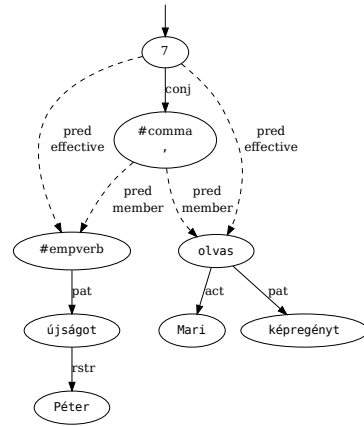 7
conj
#comma
,
pred
effective
pred
effective
pred
member
pred
member
#empverb
olvas
pat
act
pat
újságot
Mari
képregényt
rstr
Péter